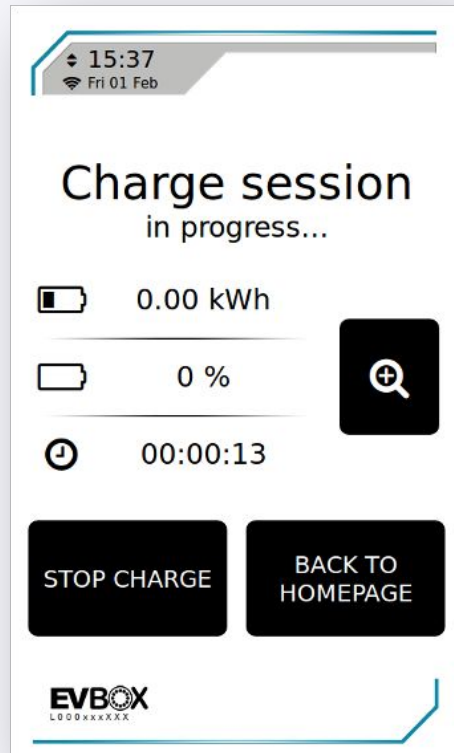 15:37
Fri 01 Feb
Charge session
in progress...
0.00 kWh
0 %
00:00:13
STOP CHARGE
BACK TO
HOMEPAGE
EVBOX
L000xxxXXX